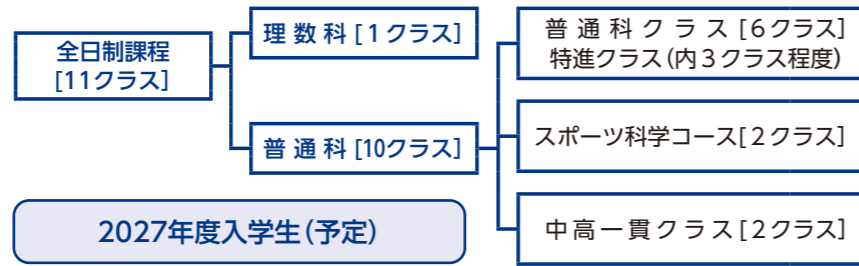 全日制課程
[11クラス]
理数科[1クラス]
普通科[10クラス]
普通科クラス[6クラス]
特進クラス(内3クラス程度)
スポーツ科学コース[2クラス]
中高一貫クラス[2クラス]
2027年度入学生(予定)